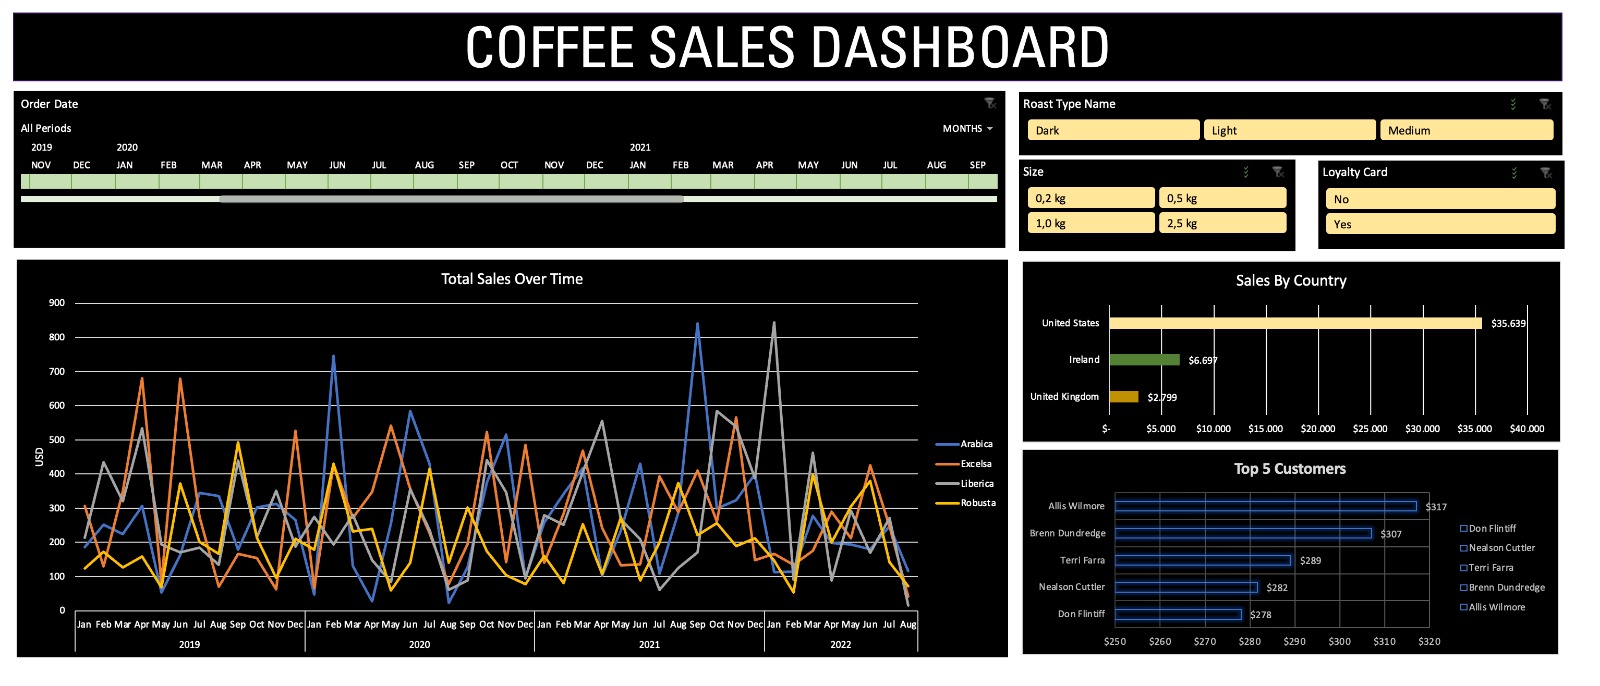 COFFEE SALES DASHBOARD
Order Date
All Periods
MONTHS
2019 2020 2021
NOV DEC JAN FEB MAR APR MAY JUN JUL AUG SEP OCT NOV DEC JAN FEB MAR APR MAY JUN JUL AUG SEP
Roast Type Name
Dark Light Medium
Size
0,2 kg 0,5 kg
1,0 kg 2,5 kg
Loyalty Card
No
Yes
Total Sales Over Time
USD
900
800
700
600
500
400
300
200
100
0
Jan Feb Mar Apr May Jun Jul Aug Sep Oct Nov Dec Jan Feb Mar Apr May Jun Jul Aug Sep Oct Nov Dec Jan Feb Mar Apr May Jun Jul Aug Sep Oct Nov Dec Jan Feb Mar Apr May Jun Jul Aug
2019 2020 2021 2022
Arabica
Excelsa
Liberica
Robusta
Sales By Country
United States $35.639
Ireland $6.697
United Kingdom $2.799
$- $5.000 $10.000 $15.000 $20.000 $25.000 $30.000 $35.000 $40.000
Top 5 Customers
Allis Wilmore $317
Brenn Dundredge $307
Terri Farra $289
Nealson Cuttler $282
Don Flintiff $278
$250 $260 $270 $280 $290 $300 $310 $320
Don Flintiff
Nealson Cuttler
Terri Farra
Brenn Dundredge
Allis Wilmore